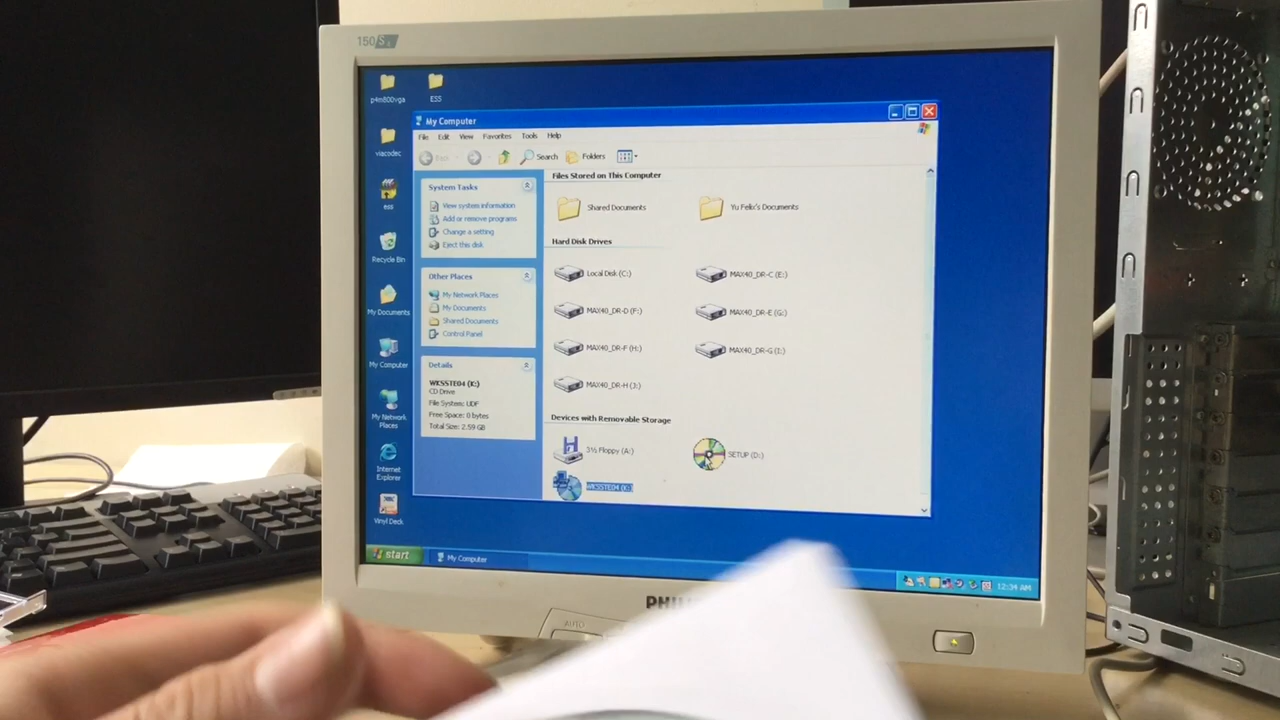 150S
p4m800vga
ESS
viacodec
ess
Recycle Bin
My Documents
My Computer
My Network
Places
Internet
Explorer
Vinyl Deck
My Computer
File Edit View Favorites Tools Help
Back
Search
Folders
System Tasks
View system information
Add or remove programs
Change a setting
Eject this disk
Other Places
My Network Places
My Documents
Shared Documents
Control Panel
Details
WKSSTE04 (K:)
CD Drive
File System: UDF
Free Space: 0 bytes
Total Size: 2.59 GB
Files Stored on This Computer
Shared Documents
Yu Felix's Documents
Hard Disk Drives
Local Disk (C:)
MAX40_DR-C (E:)
MAX40_DR-D (F:)
MAX40_DR-E (G:)
MAX40_DR-F (H:)
MAX40_DR-G (I:)
MAX40_DR-H (J:)
Devices with Removable Storage
3½ Floppy (A:)
SETUP (D:)
WKSSTE04 (K:)
start
My Computer
12:34 AM
AUTO